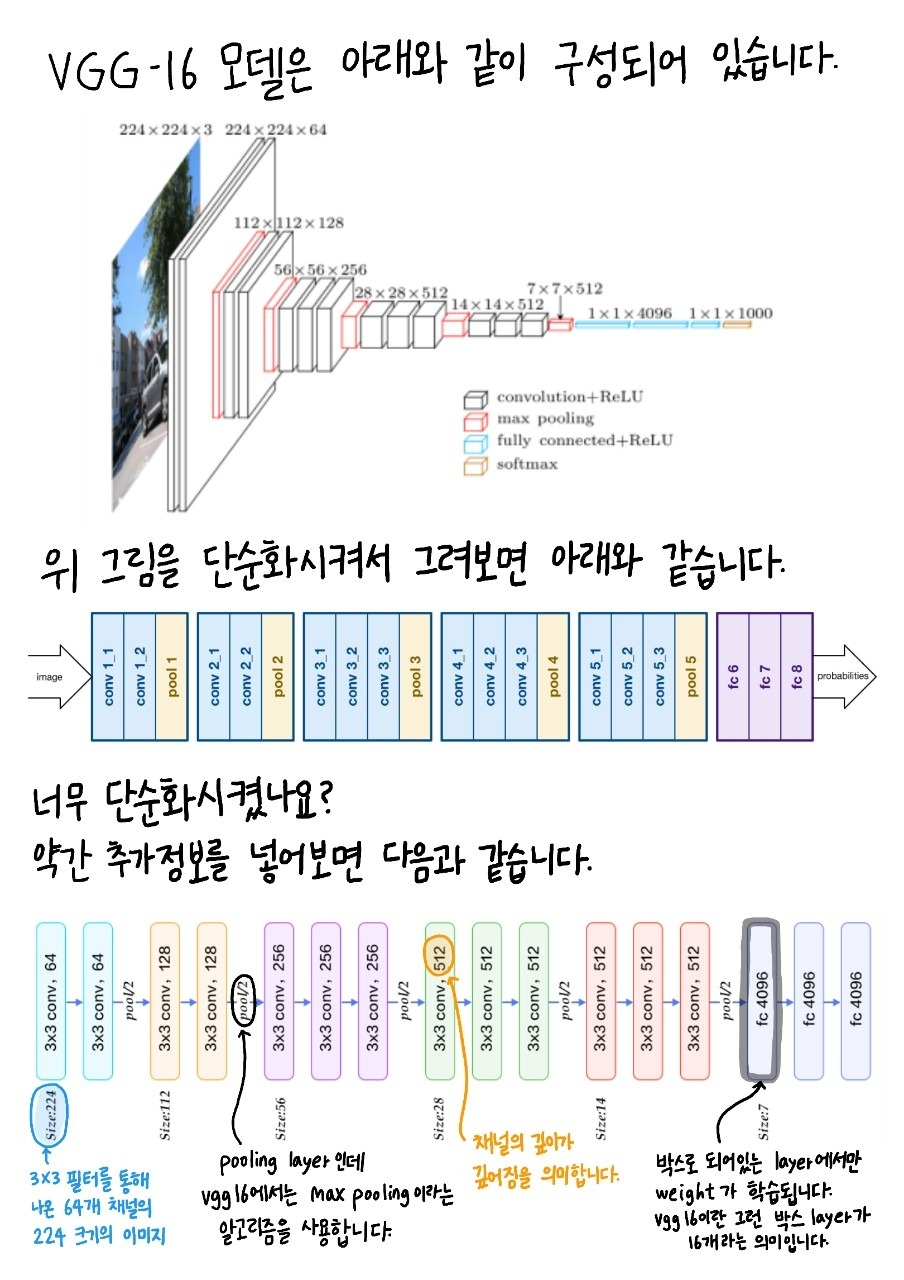 VGG-16 모델은 아래와 같이 구성되어 있습니다.
224×224×3 224×224×64
112×112×128
56×56×256
28×28×512
14×14×512
7×7×512
1×1×4096 1×1×1000
convolution+ReLU
max pooling
fully connected+ReLU
softmax
위 그림을 단순화시켜서 그려보면 아래와 같습니다.
image
conv 1_1
conv 1_2
pool 1
conv 2_1
conv 2_2
pool 2
conv 3_1
conv 3_2
conv 3_3
pool 3
conv 4_1
conv 4_2
conv 4_3
pool 4
conv 5_1
conv 5_2
conv 5_3
pool 5
fc 6
fc 7
fc 8
probabilities
너무 단순화시켰나요?
약간 추가정보를 넣어보면 다음과 같습니다.
3x3 conv, 64
3x3 conv, 64
pool/2
3x3 conv, 128
3x3 conv, 128
pool/2
3x3 conv, 256
3x3 conv, 256
3x3 conv, 256
pool/2
3x3 conv, 512
3x3 conv, 512
3x3 conv, 512
pool/2
3x3 conv, 512
3x3 conv, 512
3x3 conv, 512
pool/2
fc 4096
fc 4096
fc 4096
Size:224
Size:112
Size:56
Size:28
Size:14
Size:7
3X3 필터를 통해
나온 64개 채널의
224 크기의 이미지
pooling layer 인데
vgg16에서는 max pooling이라는
알고리즘을 사용합니다.
채널의 깊이가
깊어짐을 의미합니다.
박스로 되어있는 layer에서만
weight가 학습됩니다.
vgg16이란 그런 박스 layer가
16개라는 의미입니다.